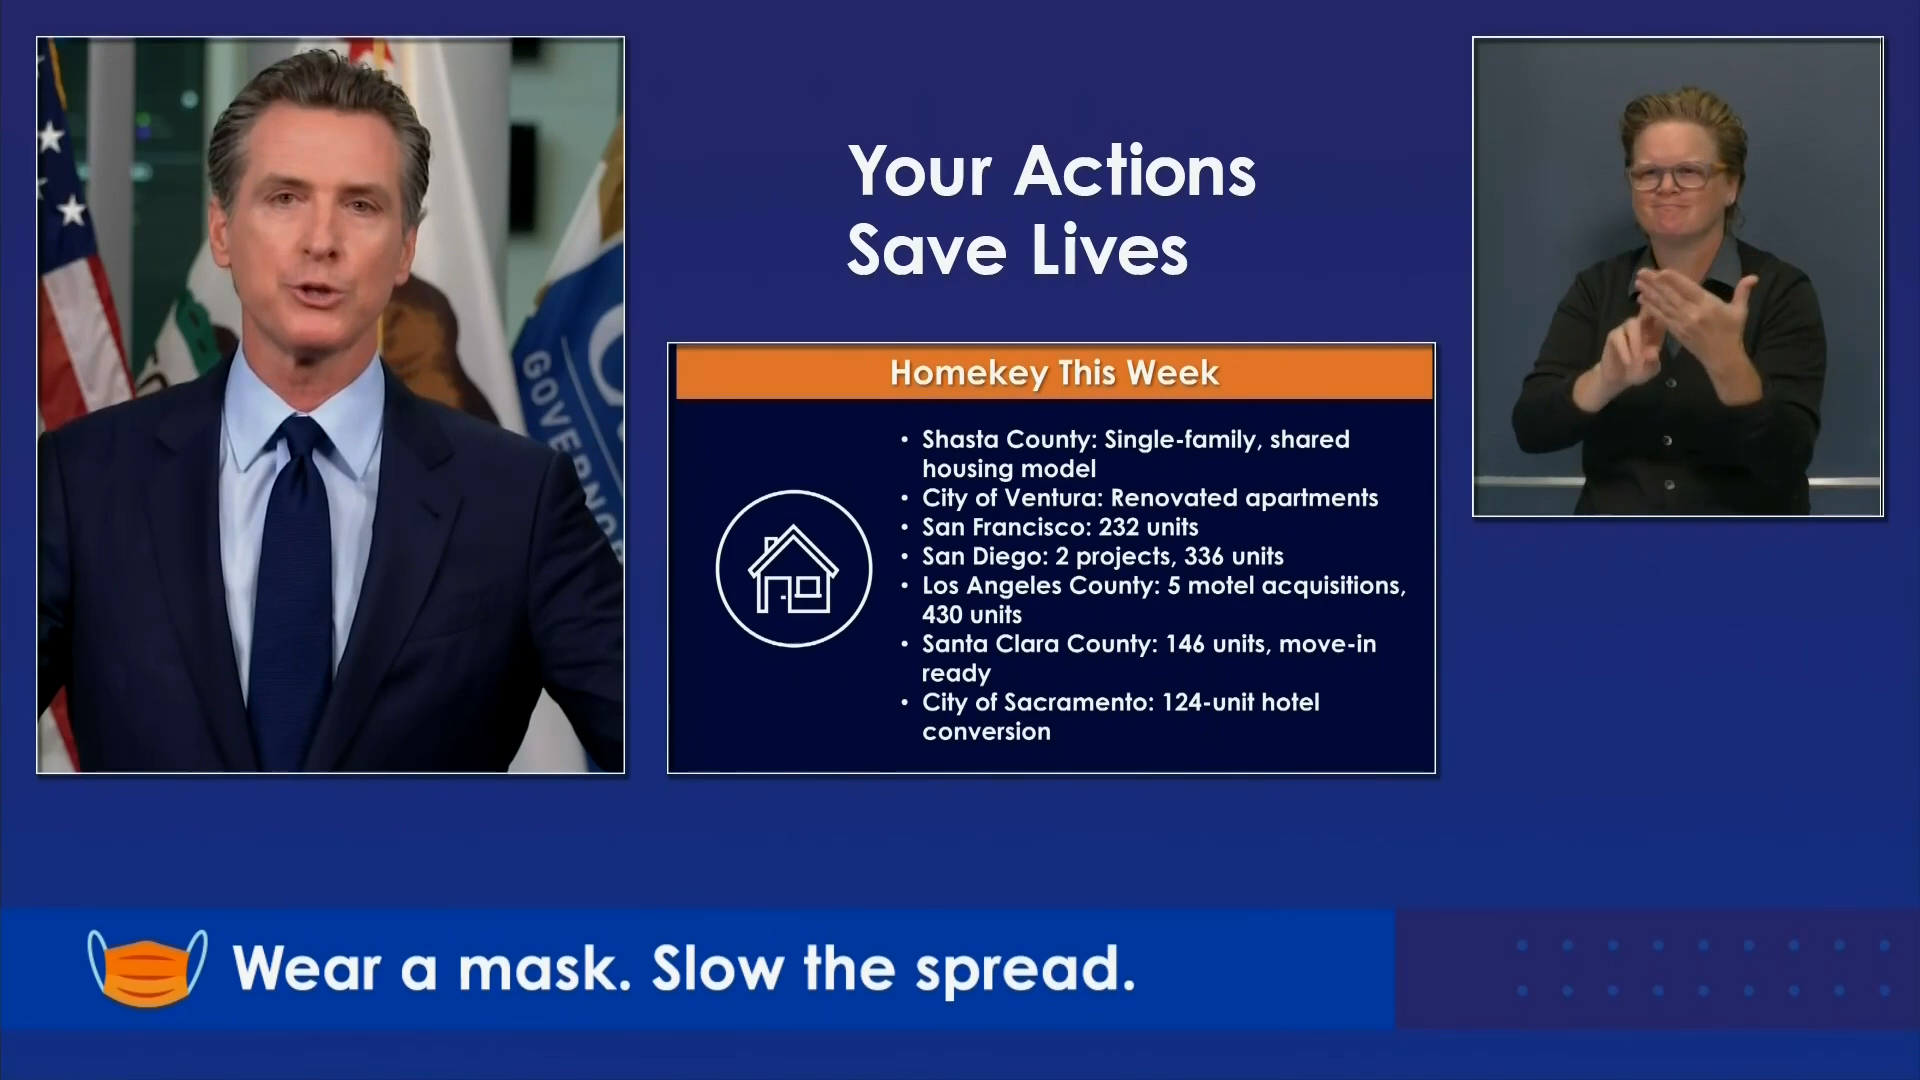 Your Actions
Save Lives
Homekey This Week
• Shasta County: Single-family, shared
housing model
• City of Ventura: Renovated apartments
• San Francisco: 232 units
• San Diego: 2 projects, 336 units
• Los Angeles County: 5 motel acquisitions,
430 units
• Santa Clara County: 146 units, move-in
ready
• City of Sacramento: 124-unit hotel
conversion
GOVERNOR
Wear a mask. Slow the spread.